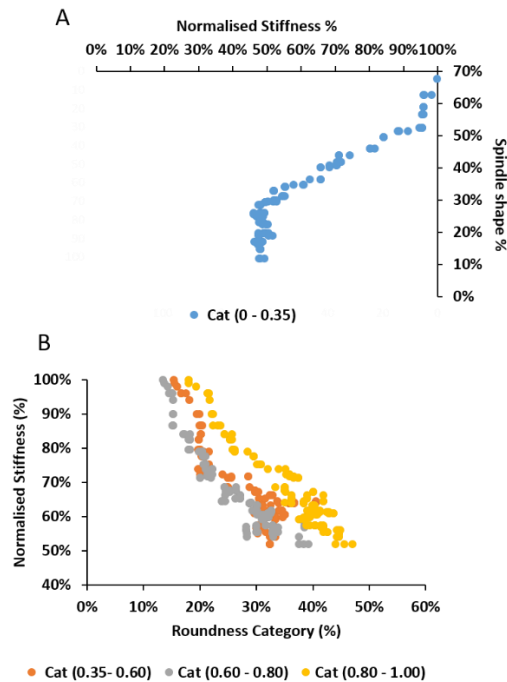 A
Normalised Stiffness %
0% 10% 20% 30% 40% 50% 60% 70% 80% 90% 100%
70%
60%
50%
40%
30%
20%
10%
0%
Spindle shape %
Cat (0 - 0.35)
B
Normalised Stiffness (%)
100%
90%
80%
70%
60%
50%
40%
0% 10% 20% 30% 40% 50% 60%
Roundness Category (%)
Cat (0.35- 0.60) Cat (0.60 - 0.80) Cat (0.80 - 1.00)